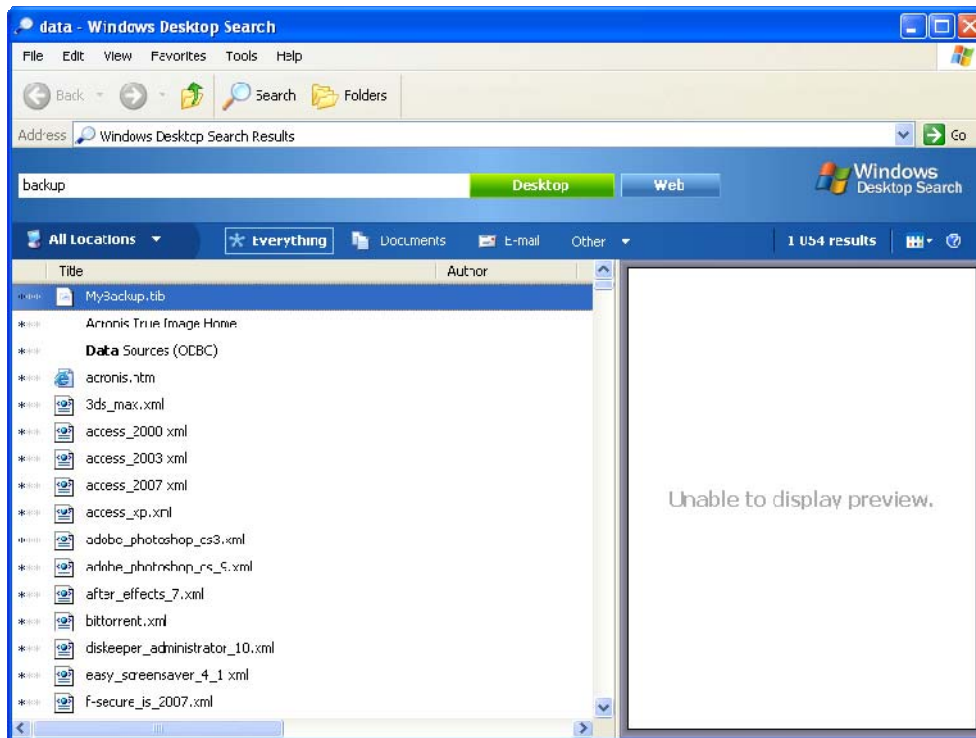 data - Windows Desktop Search
File Edit View Favorites Tools Help
Back Search Folders
Address Windows Desktop Search Results Go
backup Desktop Web Windows Desktop Search
All Locations Everything Documents E-mail Other 1 054 results
Title Author
MyBackup.tib
Acronis True Image Home
Data Sources (ODBC)
acronis.htm
3ds_max.xml
access_2000.xml
access_2003.xml
access_2007.xml
access_xp.xml
adobe_photoshop_cs3.xml
after_effects_7.xml
bittorrent.xml
diskeeper_administrator_10.xml
easy_screensaver_4_1.xml
f-secure_is_2007.xml
Unable to display preview.